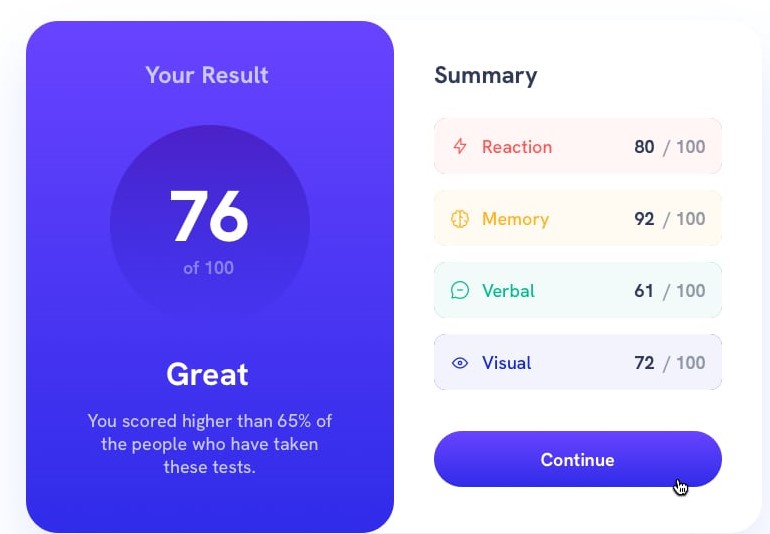 Your Result
76
of 100
Great
You scored higher than 65% of
the people who have taken
these tests.
Summary
Reaction 80 / 100
Memory 92 / 100
Verbal 61 / 100
Visual 72 / 100
Continue